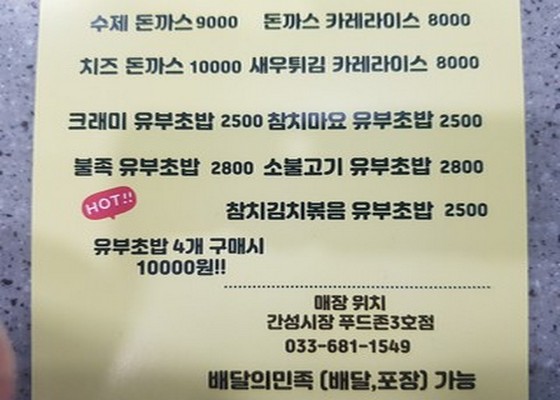 수제 돈까스 9000 돈까스 카레라이스 8000
치즈 돈까스 10000 새우튀김 카레라이스 8000
크래미 유부초밥 2500 참치마요 유부초밥 2500
불족 유부초밥 2800 소불고기 유부초밥 2800
HOT!!
참치김치볶음 유부초밥 2500
유부초밥 4개 구매시
10000원!!
매장 위치
간성시장 푸드존3호점
033-681-1549
배달의민족 (배달,포장) 가능